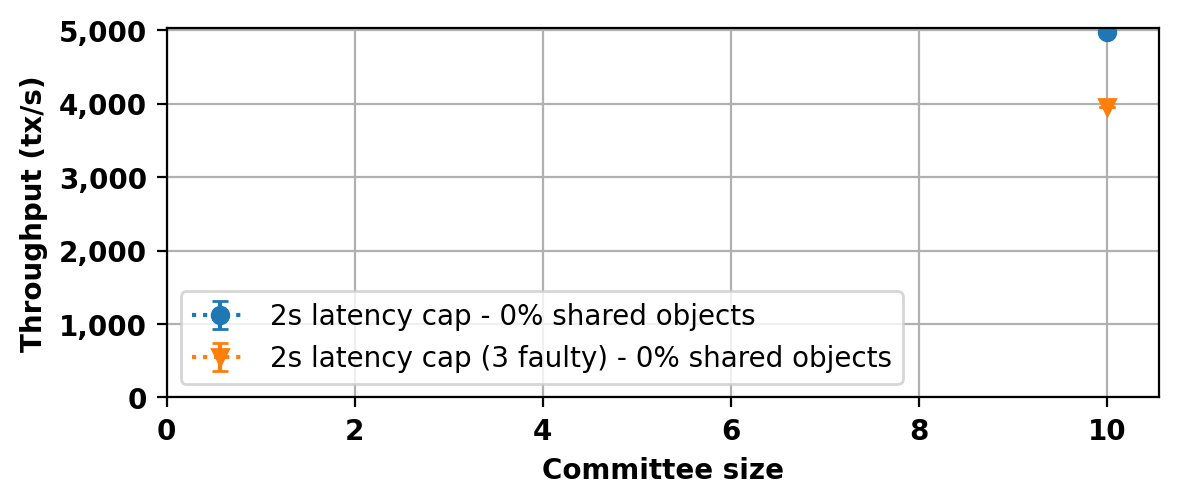 5,000
4,000
3,000
2,000
1,000
0
Throughput (tx/s)
2s latency cap - 0% shared objects
2s latency cap (3 faulty) - 0% shared objects
0 2 4 6 8 10
Committee size